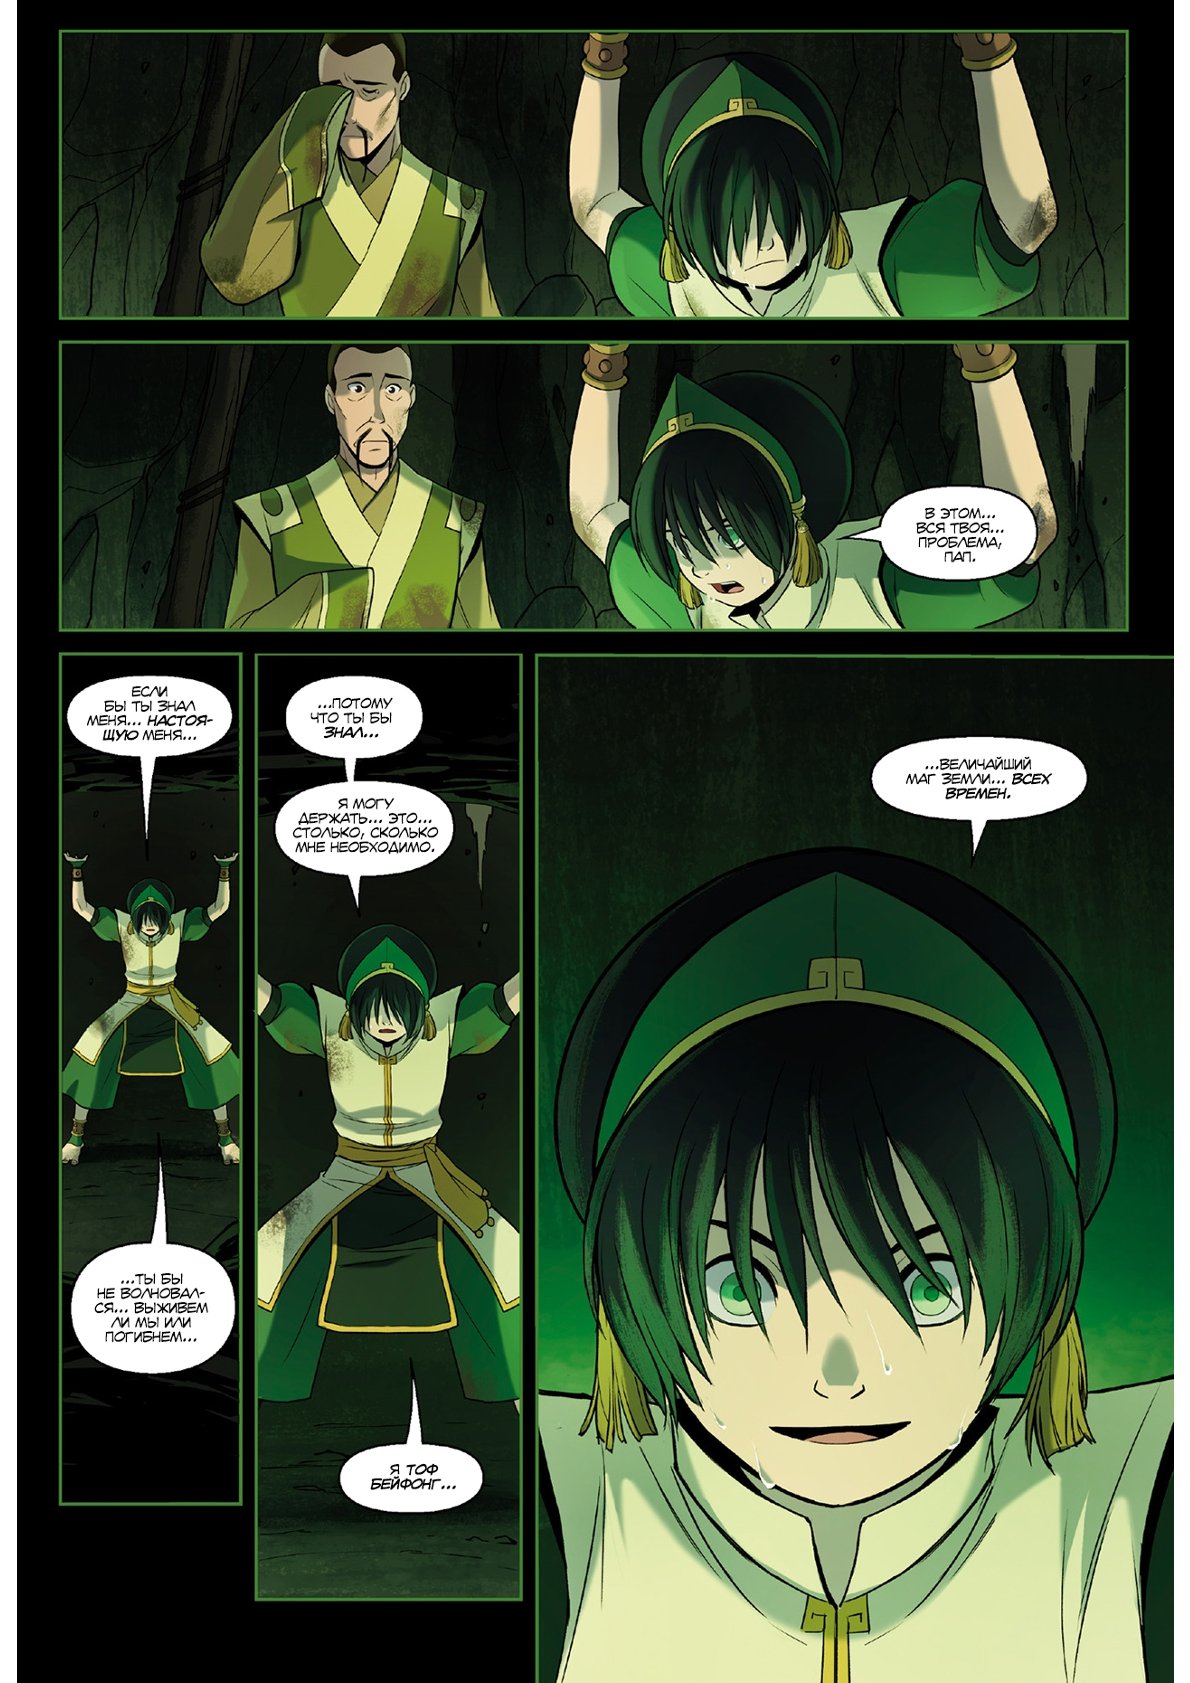 В ЭТОМ...
ВСЯ ТВОЯ...
ПРОБЛЕМА,
ПАП.
ЕСЛИ
БЫ ТЫ ЗНАЛ
МЕНЯ... НАСТОЯ-
ЩУЮ МЕНЯ...
...ТЫ БЫ
НЕ ВОЛНОВАЛ-
СЯ... ВЫЖИВЕМ
ЛИ МЫ ИЛИ
ПОГИБНЕМ...
...ПОТОМУ
ЧТО ТЫ БЫ
ЗНАЛ...
Я МОГУ
ДЕРЖАТЬ... ЭТО...
СТОЛЬКО, СКОЛЬКО
МНЕ НЕОБХОДИМО.
Я ТОФ
БЕЙФОНГ...
...ВЕЛИЧАЙШИЙ
МАГ ЗЕМЛИ... ВСЕХ
ВРЕМЕН.